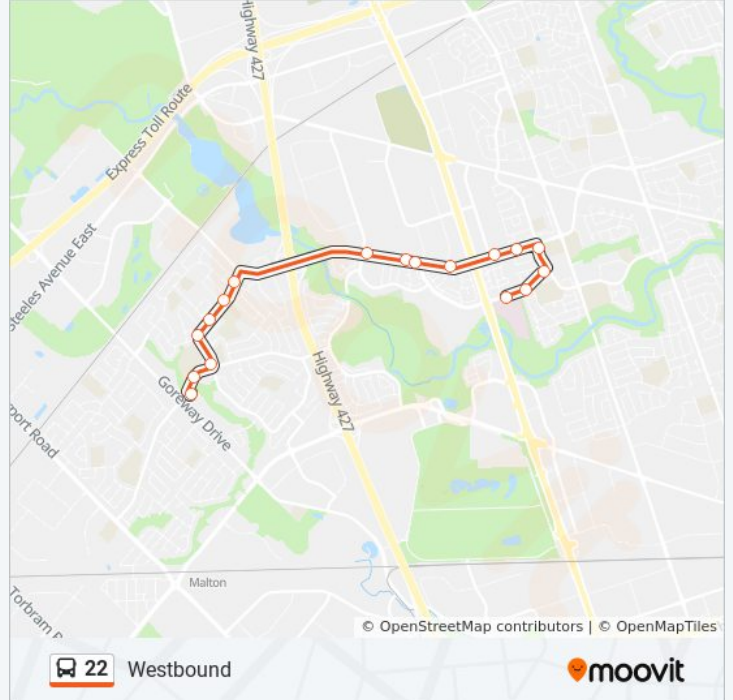 Highway 427
Express Toll Route
Steeles Avenue East
Highway 427
Goreway Drive
port Road
Malton
Torbram R
© OpenStreetMap contributors | © OpenMapTiles
22 Westbound
moovit